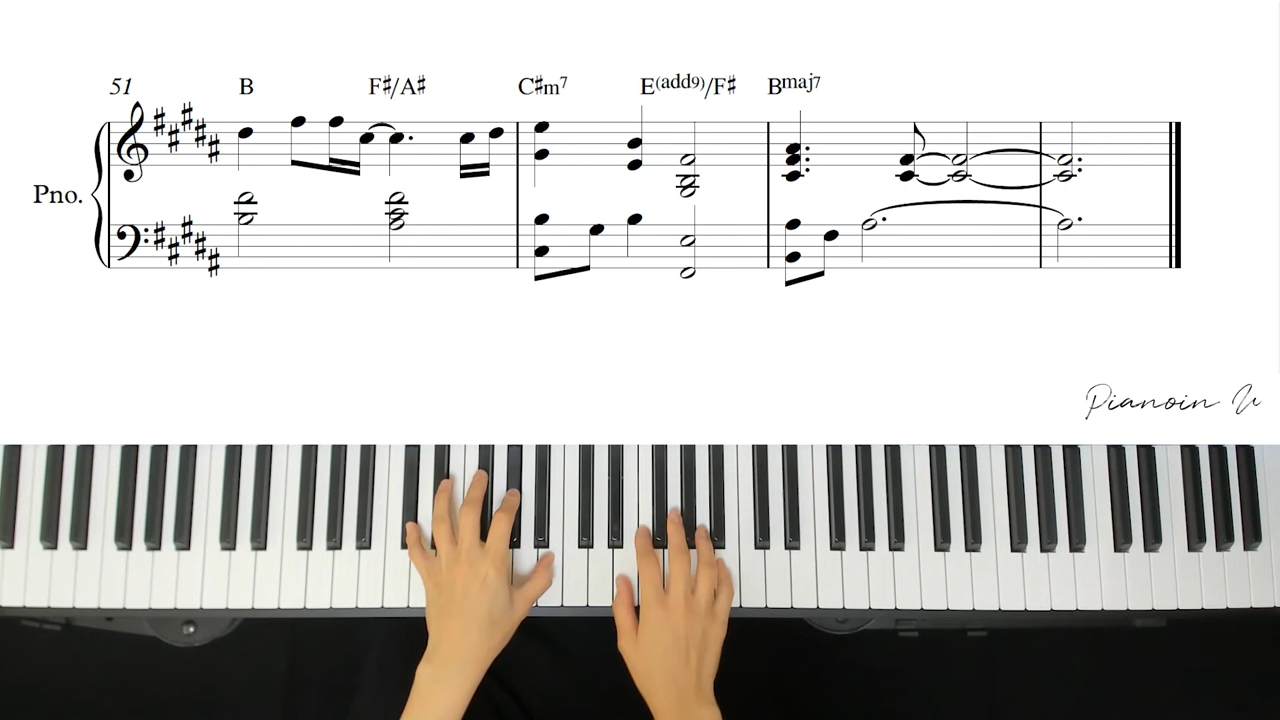 51 B F♯/A♯ C♯m7 E(add9)/F♯ Bmaj7
Pno.
Pianoin U